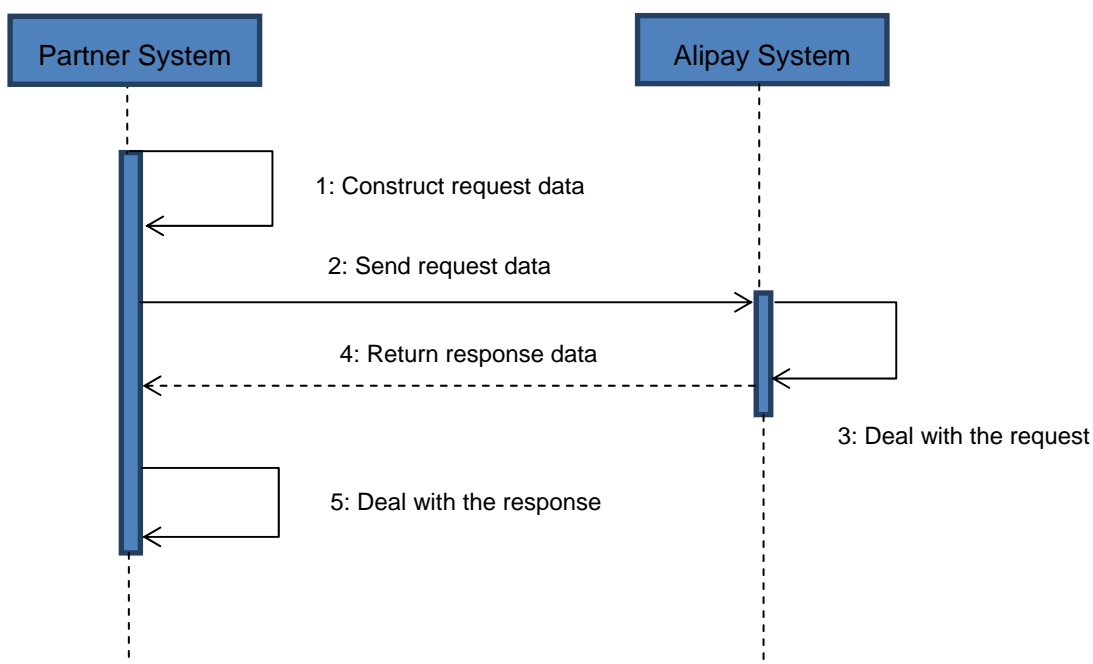 Partner System
Alipay System
1: Construct request data
2: Send request data
4: Return response data
3: Deal with the request
5: Deal with the response